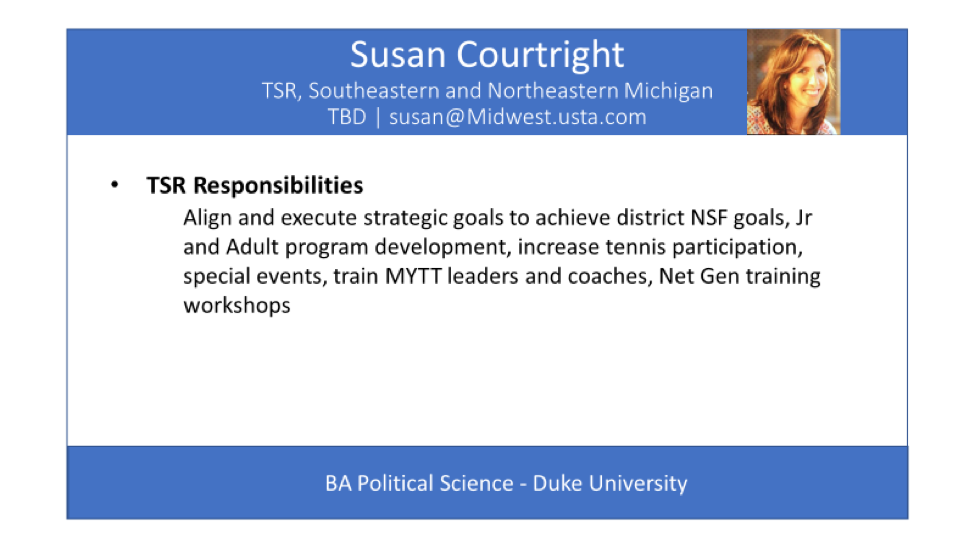 Susan Courtright
TSR, Southeastern and Northeastern Michigan
TBD | susan@Midwest.usta.com
• TSR Responsibilities
Align and execute strategic goals to achieve district NSF goals, Jr
and Adult program development, increase tennis participation,
special events, train MYTT leaders and coaches, Net Gen training
workshops
BA Political Science - Duke University